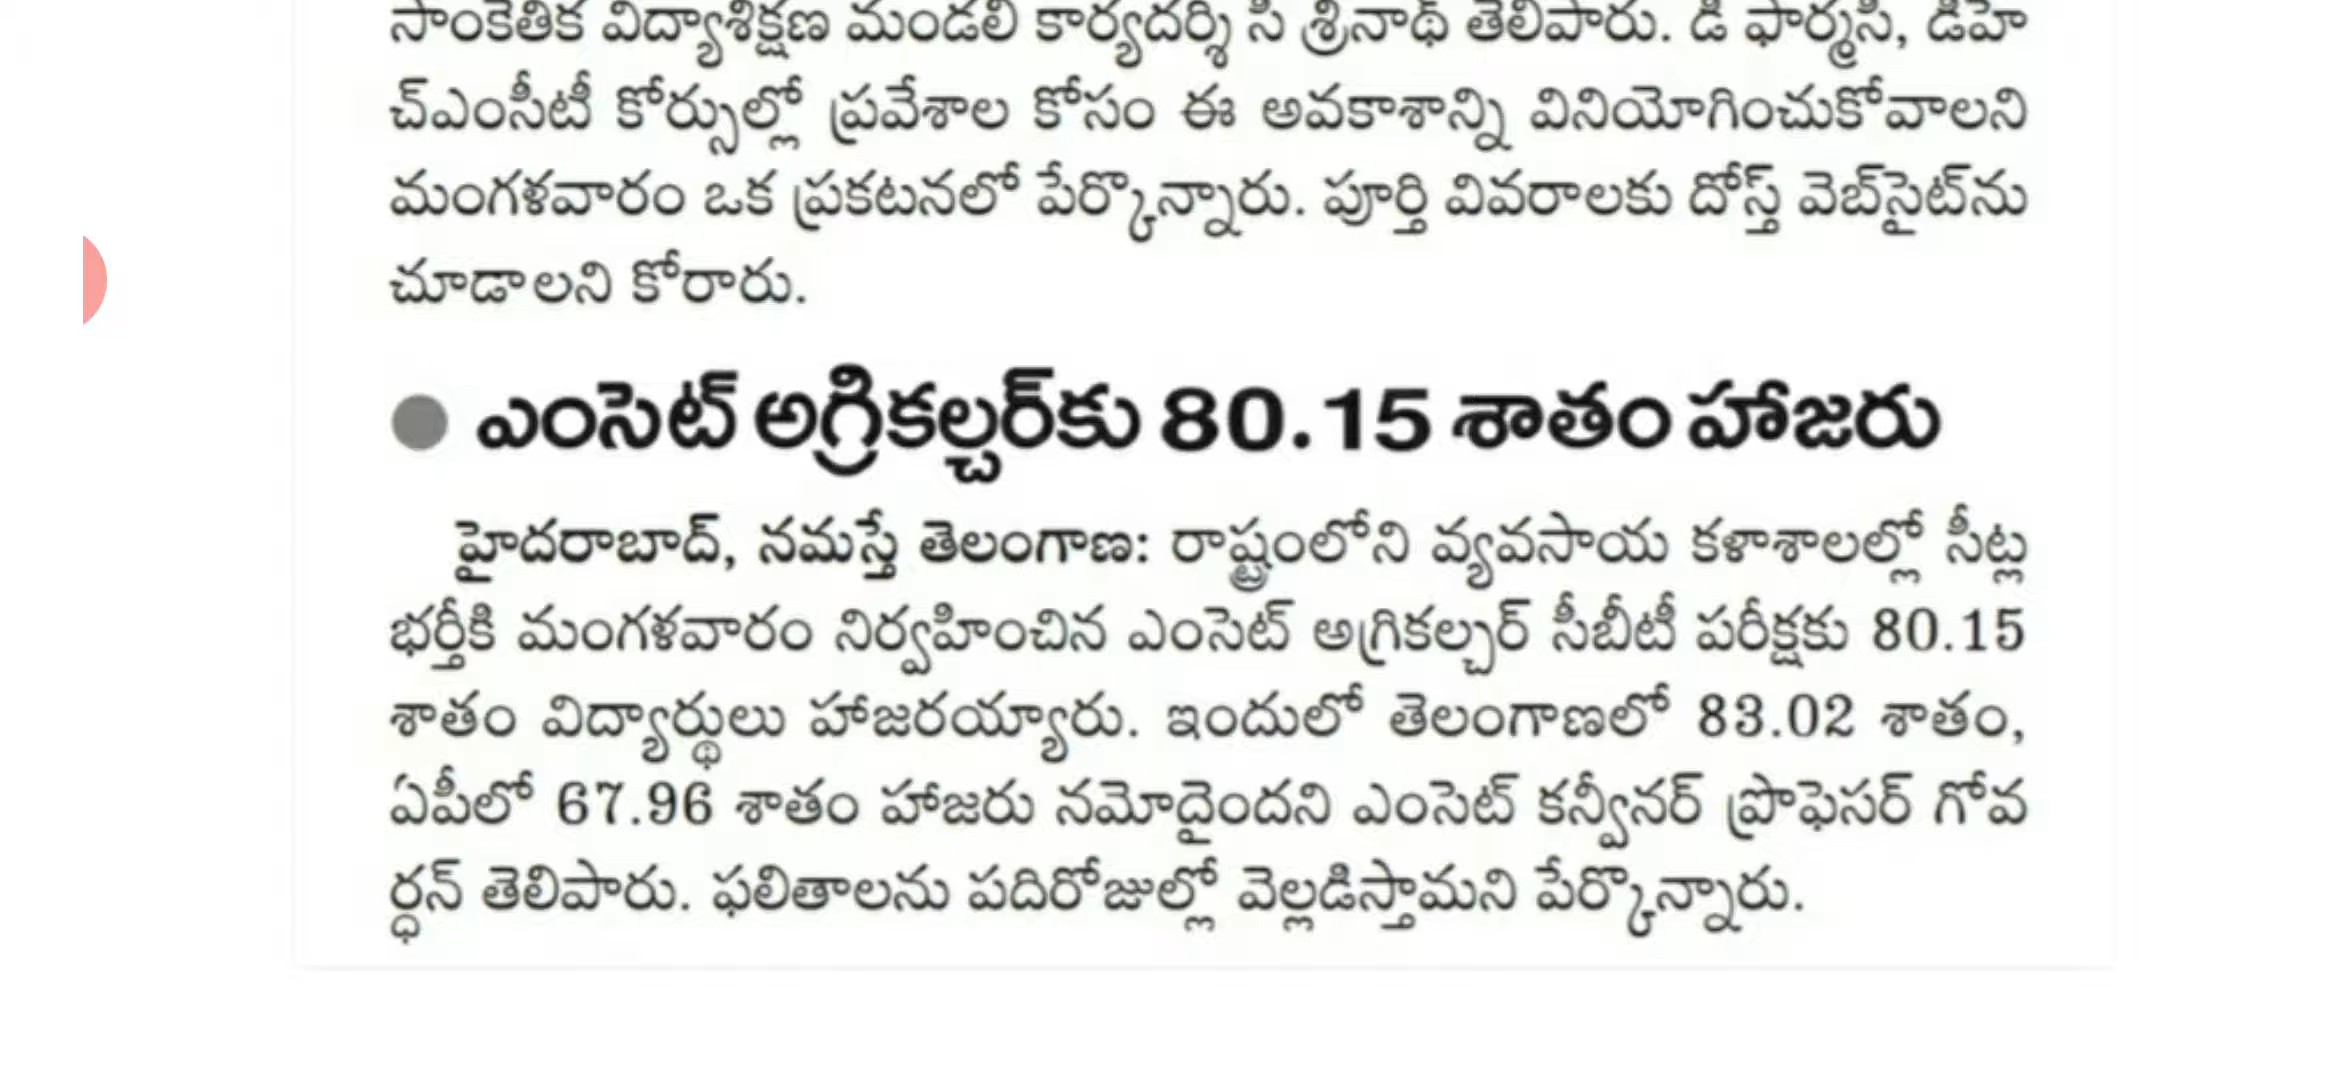 సాంకేతిక విద్యాశిక్షణ మండలి కార్యదర్శి సీ శ్రీనాథ్ తెలిపారు. డీ ఫార్మసీ, డీహె
చ్ఎంసీటీ కోర్సుల్లో ప్రవేశాల కోసం ఈ అవకాశాన్ని వినియోగించుకోవాలని
మంగళవారం ఒక ప్రకటనలో పేర్కొన్నారు. పూర్తి వివరాలకు దోస్త్ వెబ్‌సైట్‌ను
చూడాలని కోరారు.
● ఎంసెట్ అగ్రికల్చర్‌కు 80.15 శాతం హాజరు
హైదరాబాద్, నమస్తే తెలంగాణ: రాష్ట్రంలోని వ్యవసాయ కళాశాలల్లో సీట్ల
భర్తీకి మంగళవారం నిర్వహించిన ఎంసెట్ అగ్రికల్చర్ సీబీటీ పరీక్షకు 80.15
శాతం విద్యార్థులు హాజరయ్యారు. ఇందులో తెలంగాణలో 83.02 శాతం,
ఏపీలో 67.96 శాతం హాజరు నమోదైందని ఎంసెట్ కన్వీనర్ ప్రొఫెసర్ గోవ
ర్ధన్ తెలిపారు. ఫలితాలను పదిరోజుల్లో వెల్లడిస్తామని పేర్కొన్నారు.